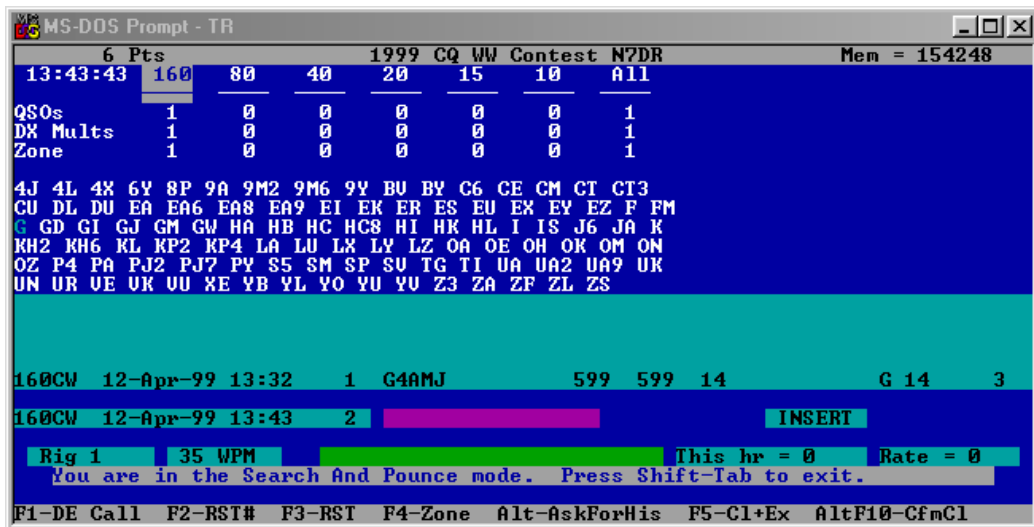 MS-DOS Prompt - TR
6 Pts 1999 CQ WW Contest N7DR Mem = 154248
13:43:43 160 80 40 20 15 10 All
QSOs 1 0 0 0 0 0 1
DX Mults 1 0 0 0 0 0 1
Zone 1 0 0 0 0 0 1
4J 4L 4X 6Y 8P 9A 9M2 9M6 9Y BV BY C6 CE CM CT CT3
CU DL DU EA EA6 EA8 EA9 EI EK ER ES EU EX EY EZ F FM
G GD GI GJ GM GW HA HB HC HC8 HI HK HL I IS J6 JA K
KH2 KH6 KL KP2 KP4 LA LU LX LY LZ OA OE OH OK OM ON
OZ P4 PA PJ2 PJ7 PY S5 SM SP SV TG TI UA UA2 UA9 UK
UN UR VE VK VU XE YB YL YO YU YV Z3 ZA ZF ZL ZS
160CW 12-Apr-99 13:32 1 G4AMJ 599 599 14 G 14 3
160CW 12-Apr-99 13:43 2 INSERT
Rig 1 35 WPM This hr = 0 Rate = 0
You are in the Search And Pounce mode. Press Shift-Tab to exit.
F1-DE Call F2-RST# F3-RST F4-Zone Alt-AskForHis F5-Cl+Ex AltF10-CfmCl